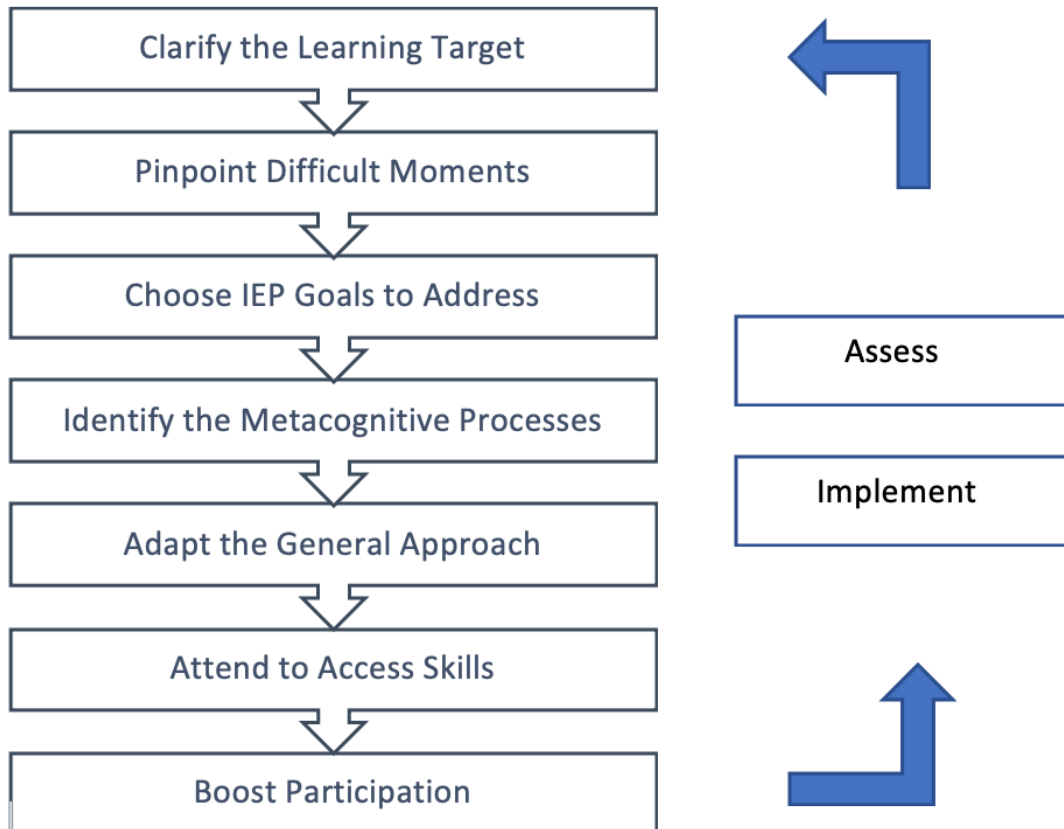 Clarify the Learning Target
Pinpoint Difficult Moments
Choose IEP Goals to Address
Identify the Metacognitive Processes
Adapt the General Approach
Attend to Access Skills
Boost Participation
Assess
Implement